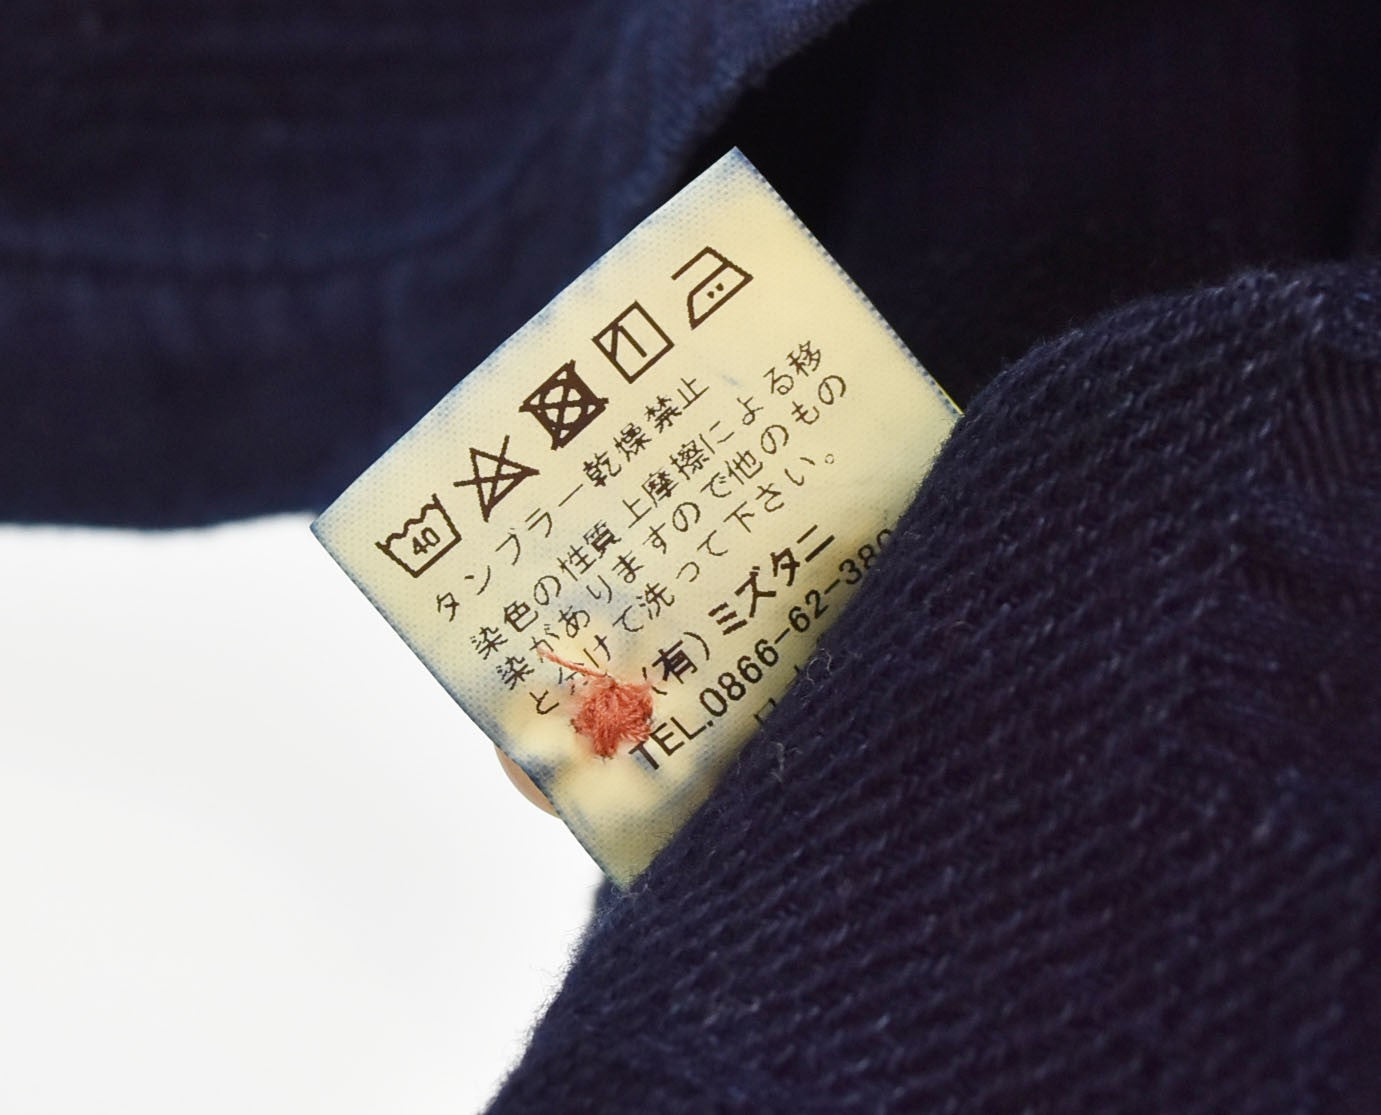 40
タンブラー乾燥禁止
染色の性質上摩擦による移
染がありますので他のもの
と分けて洗って下さい。
(有)ミズタニ
TEL.0866-62-380